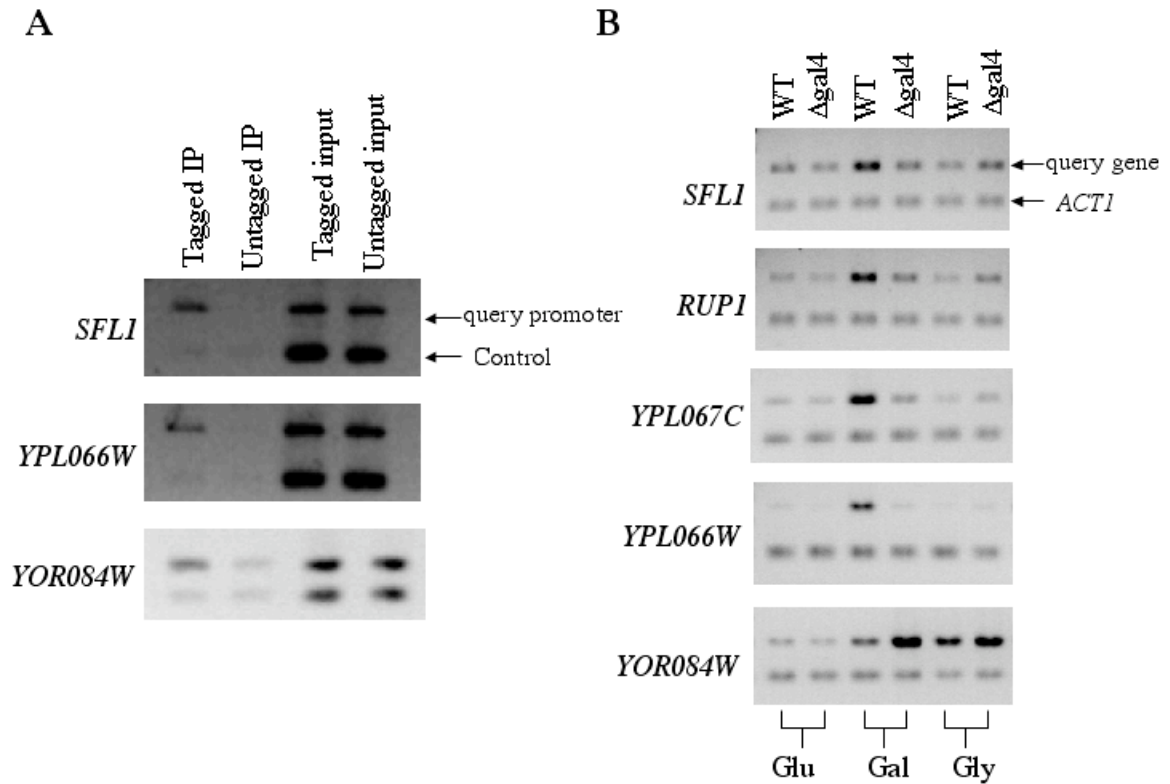 A
Tagged IP
Untagged IP
Tagged input
Untagged input
SFL1
query promoter
Control
YPL066W
YOR084W
B
WT
Δgal4
WT
Δgal4
WT
Δgal4
SFL1
query gene
ACT1
RUP1
YPL067C
YPL066W
YOR084W
Glu
Gal
Gly